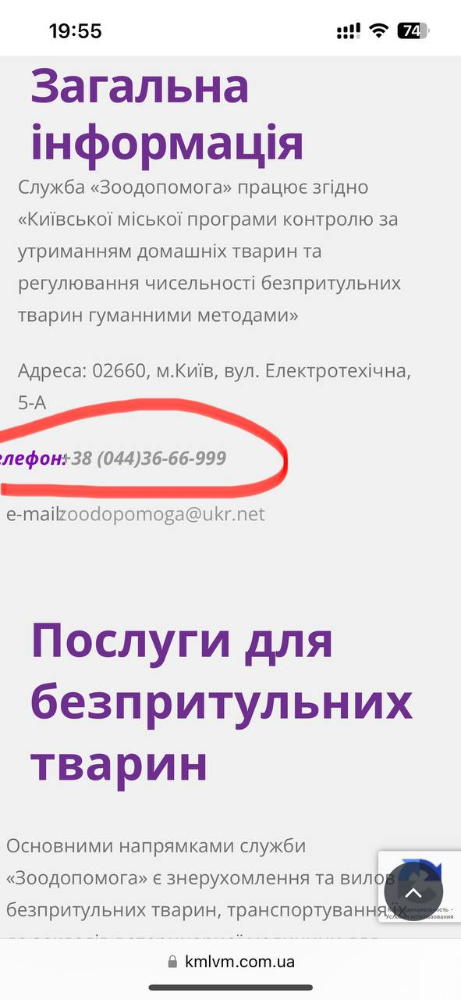 19:55
74
Загальна
інформація
Служба «Зоодопомога» працює згідно
«Київської міської програми контролю за
утриманням домашніх тварин та
регулювання чисельності безпритульних
тварин гуманними методами»
Адреса: 02660, м.Київ, вул. Електротехічна,
5-А
елефон:+38 (044)36-66-999
e-mail:zoodopomoga@ukr.net
Послуги для
безпритульних
тварин
Основними напрямками служби
«Зоодопомога» є знерухомлення та вилов
безпритульних тварин, транспортування їх
Конфиденциальность -
Условия использования
kmlvm.com.ua